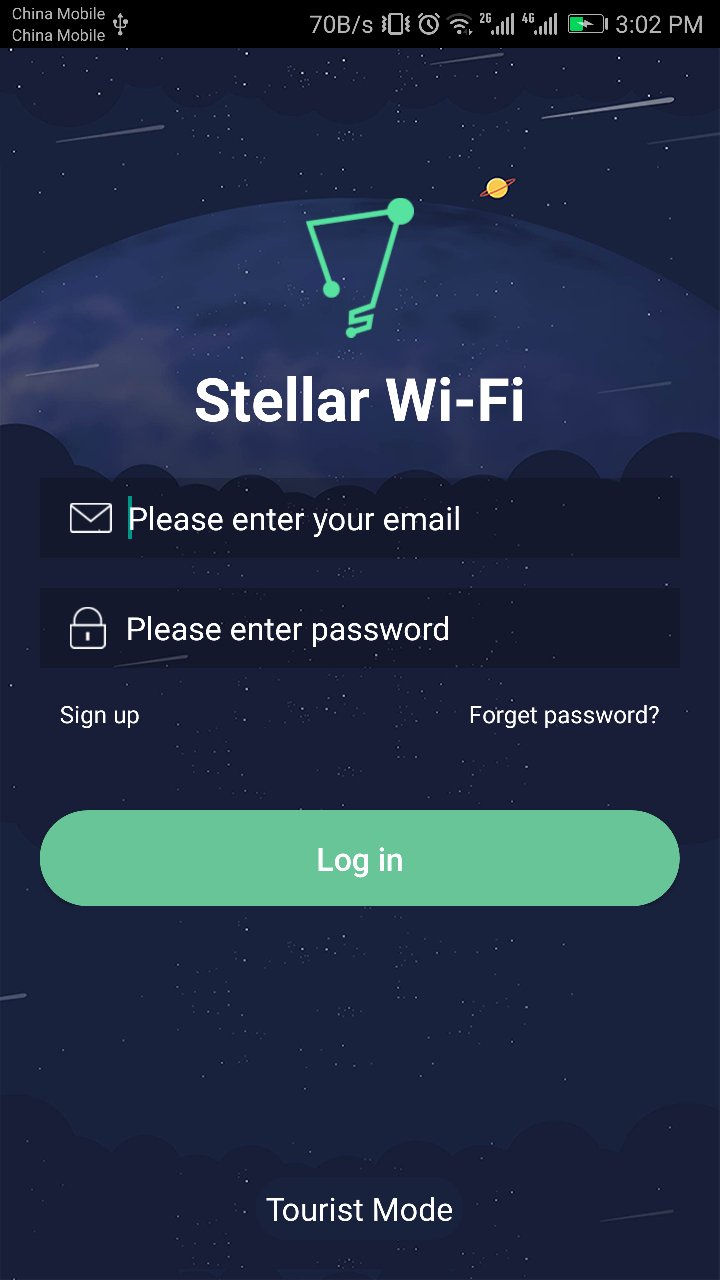 China Mobile
China Mobile
70B/s 2G 4G 3:02 PM
S
Stellar Wi-Fi
Please enter your email
Please enter password
Sign up Forget password?
Log in
Tourist Mode